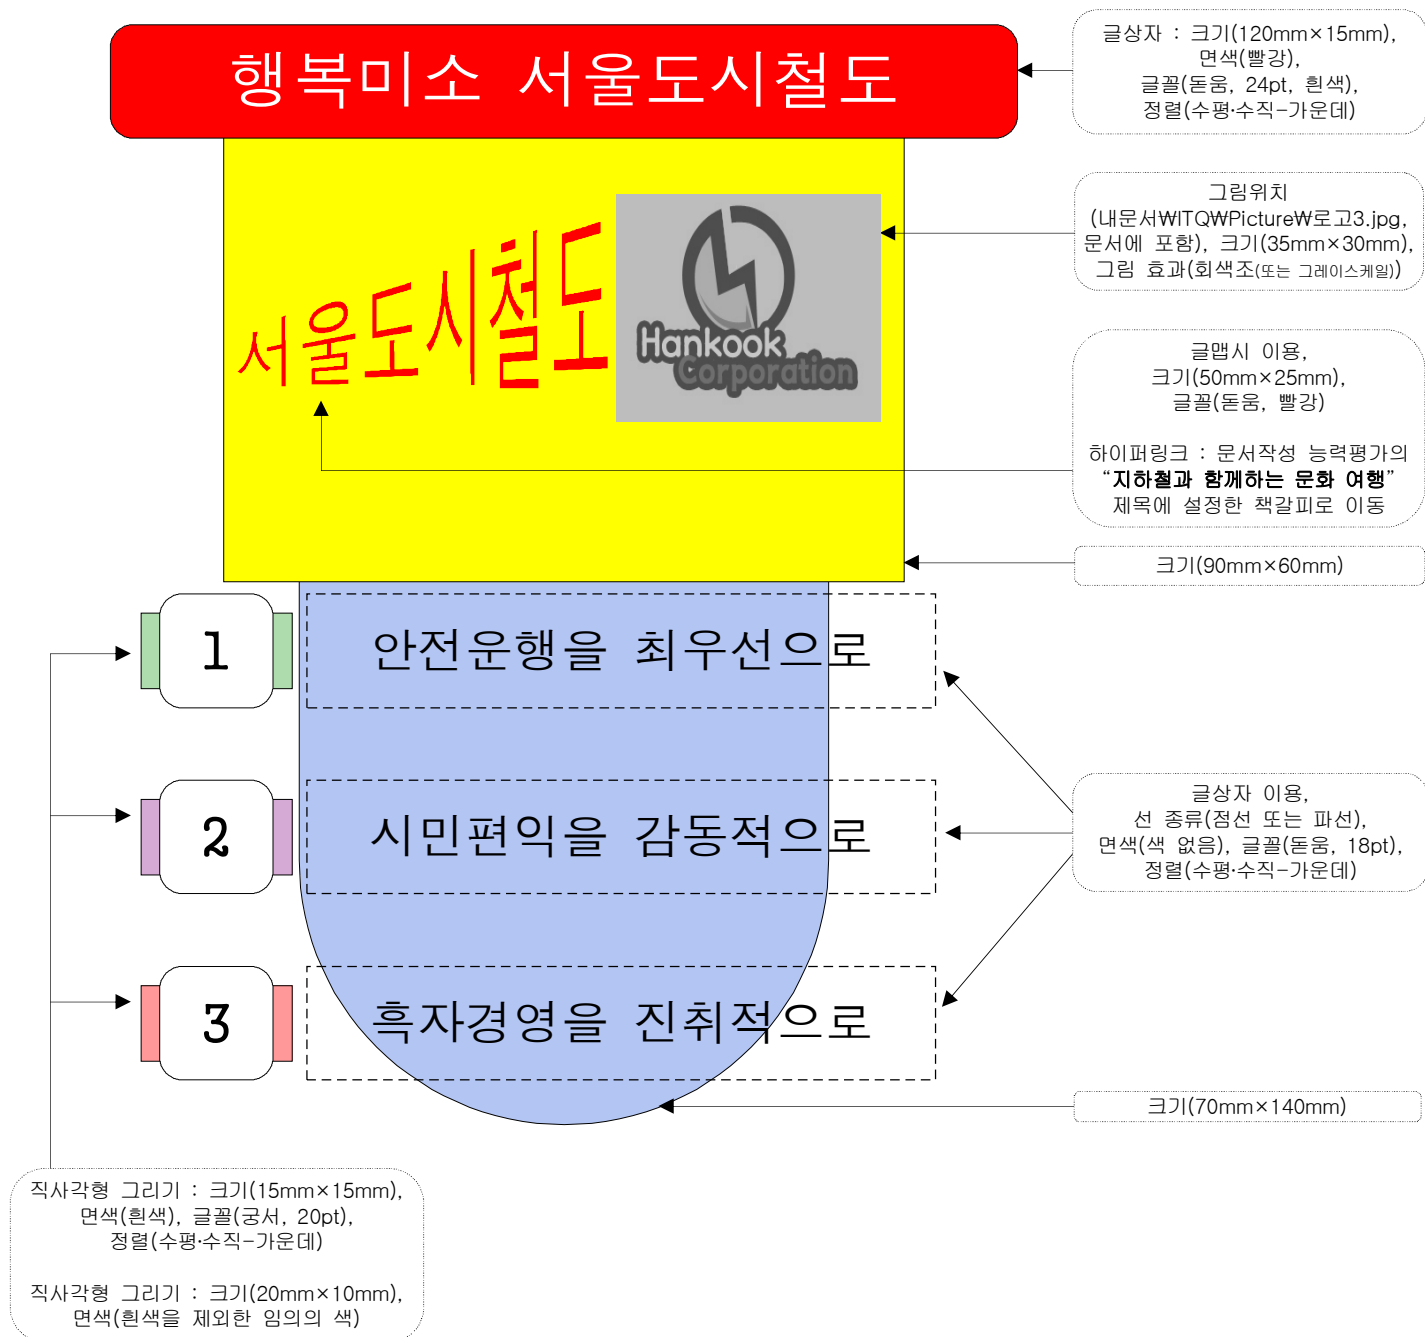 행복미소 서울도시철도
글상자 : 크기(120mm×15mm),
면색(빨강),
글꼴(돋움, 24pt, 흰색),
정렬(수평·수직-가운데)
서울도시철도
Hankook
Corporation
그림위치
(내문서₩ITQ₩Picture₩로고3.jpg,
문서에 포함), 크기(35mm×30mm),
그림 효과(회색조(또는 그레이스케일))
글맵시 이용,
크기(50mm×25mm),
글꼴(돋움, 빨강)
하이퍼링크 : 문서작성 능력평가의
“지하철과 함께하는 문화 여행”
제목에 설정한 책갈피로 이동
크기(90mm×60mm)
1 안전운행을 최우선으로
2 시민편익을 감동적으로
3 흑자경영을 진취적으로
글상자 이용,
선 종류(점선 또는 파선),
면색(색 없음), 글꼴(돋움, 18pt),
정렬(수평·수직-가운데)
크기(70mm×140mm)
직사각형 그리기 : 크기(15mm×15mm),
면색(흰색), 글꼴(궁서, 20pt),
정렬(수평·수직-가운데)
직사각형 그리기 : 크기(20mm×10mm),
면색(흰색을 제외한 임의의 색)